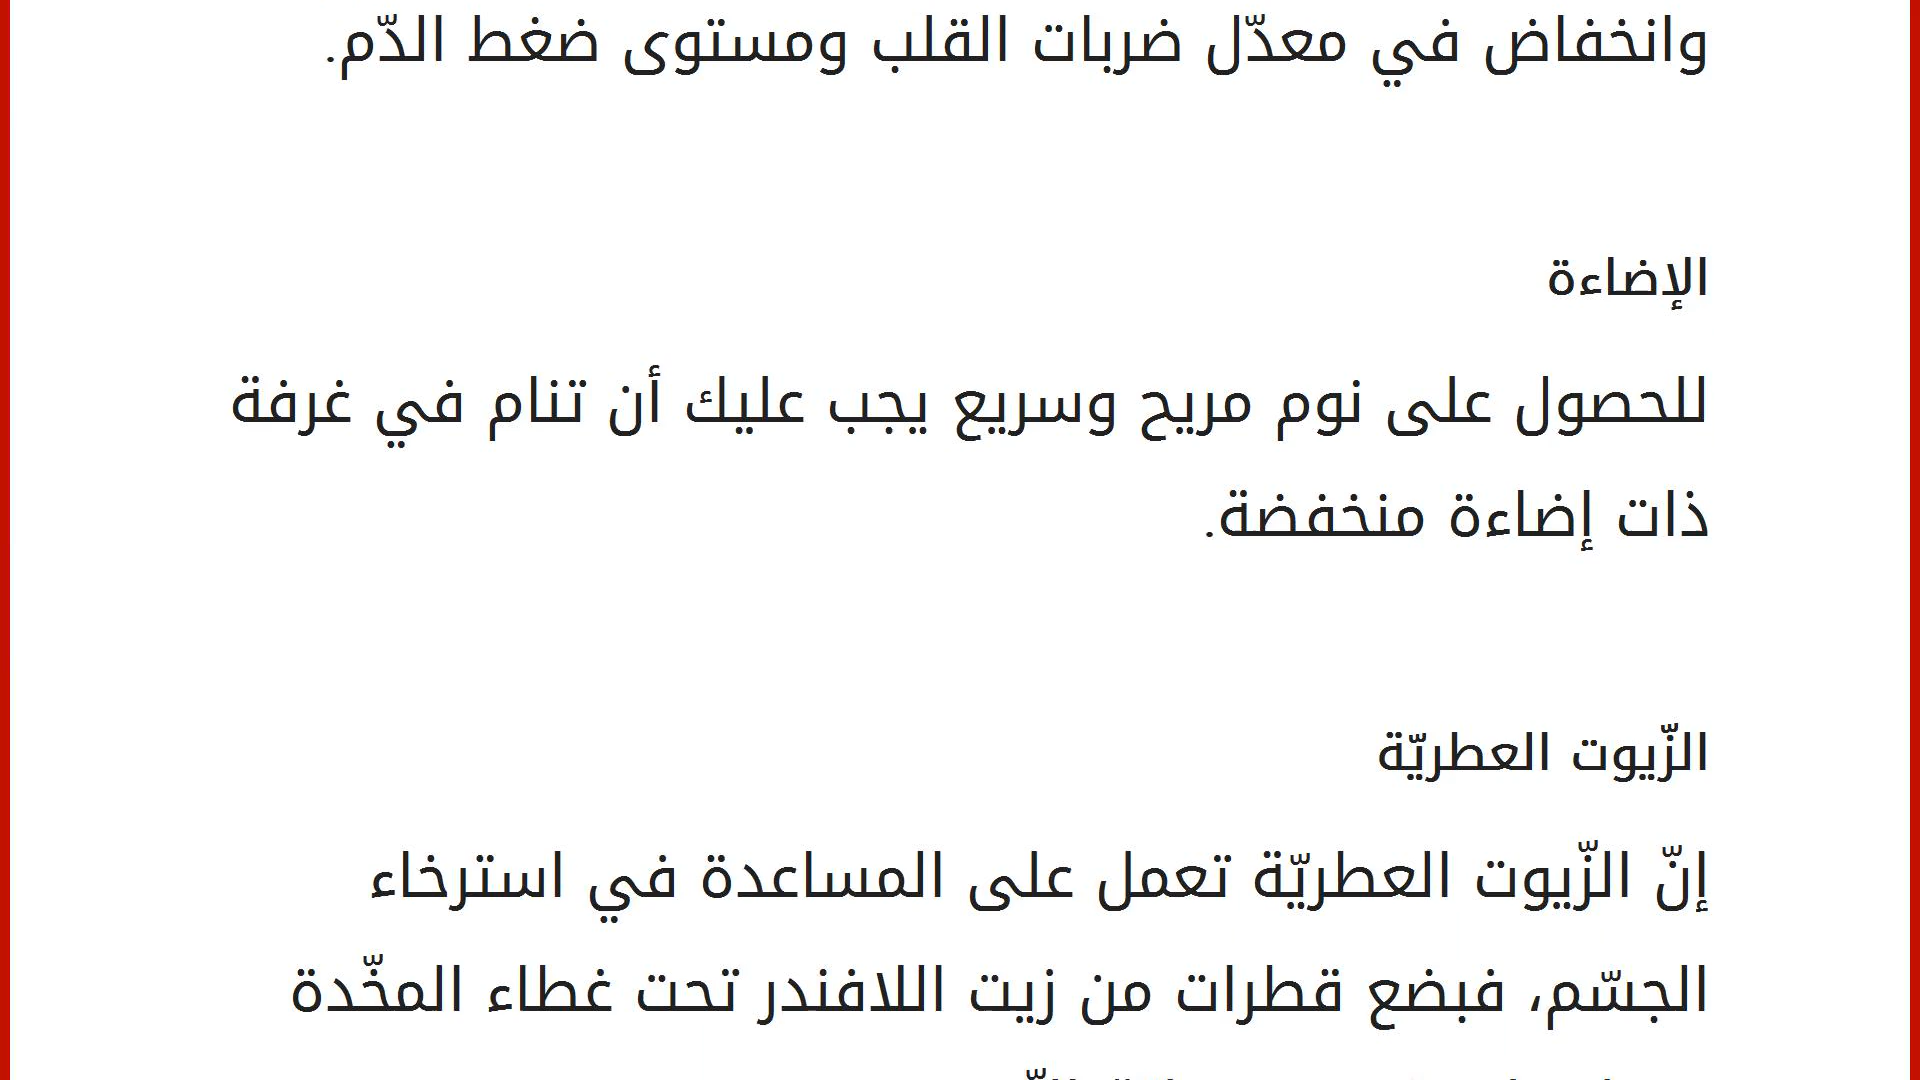 وانخفاض في معدّل ضربات القلب ومستوى ضغط الدّم.
الإضاءة
للحصول على نوم مريح وسريع يجب عليك أن تنام في غرفة
ذات إضاءة منخفضة.
الزّيوت العطريّة
إنّ الزّيوت العطريّة تعمل على المساعدة في استرخاء
الجسّم، فبضع قطرات من زيت اللافندر تحت غطاء المخّدة